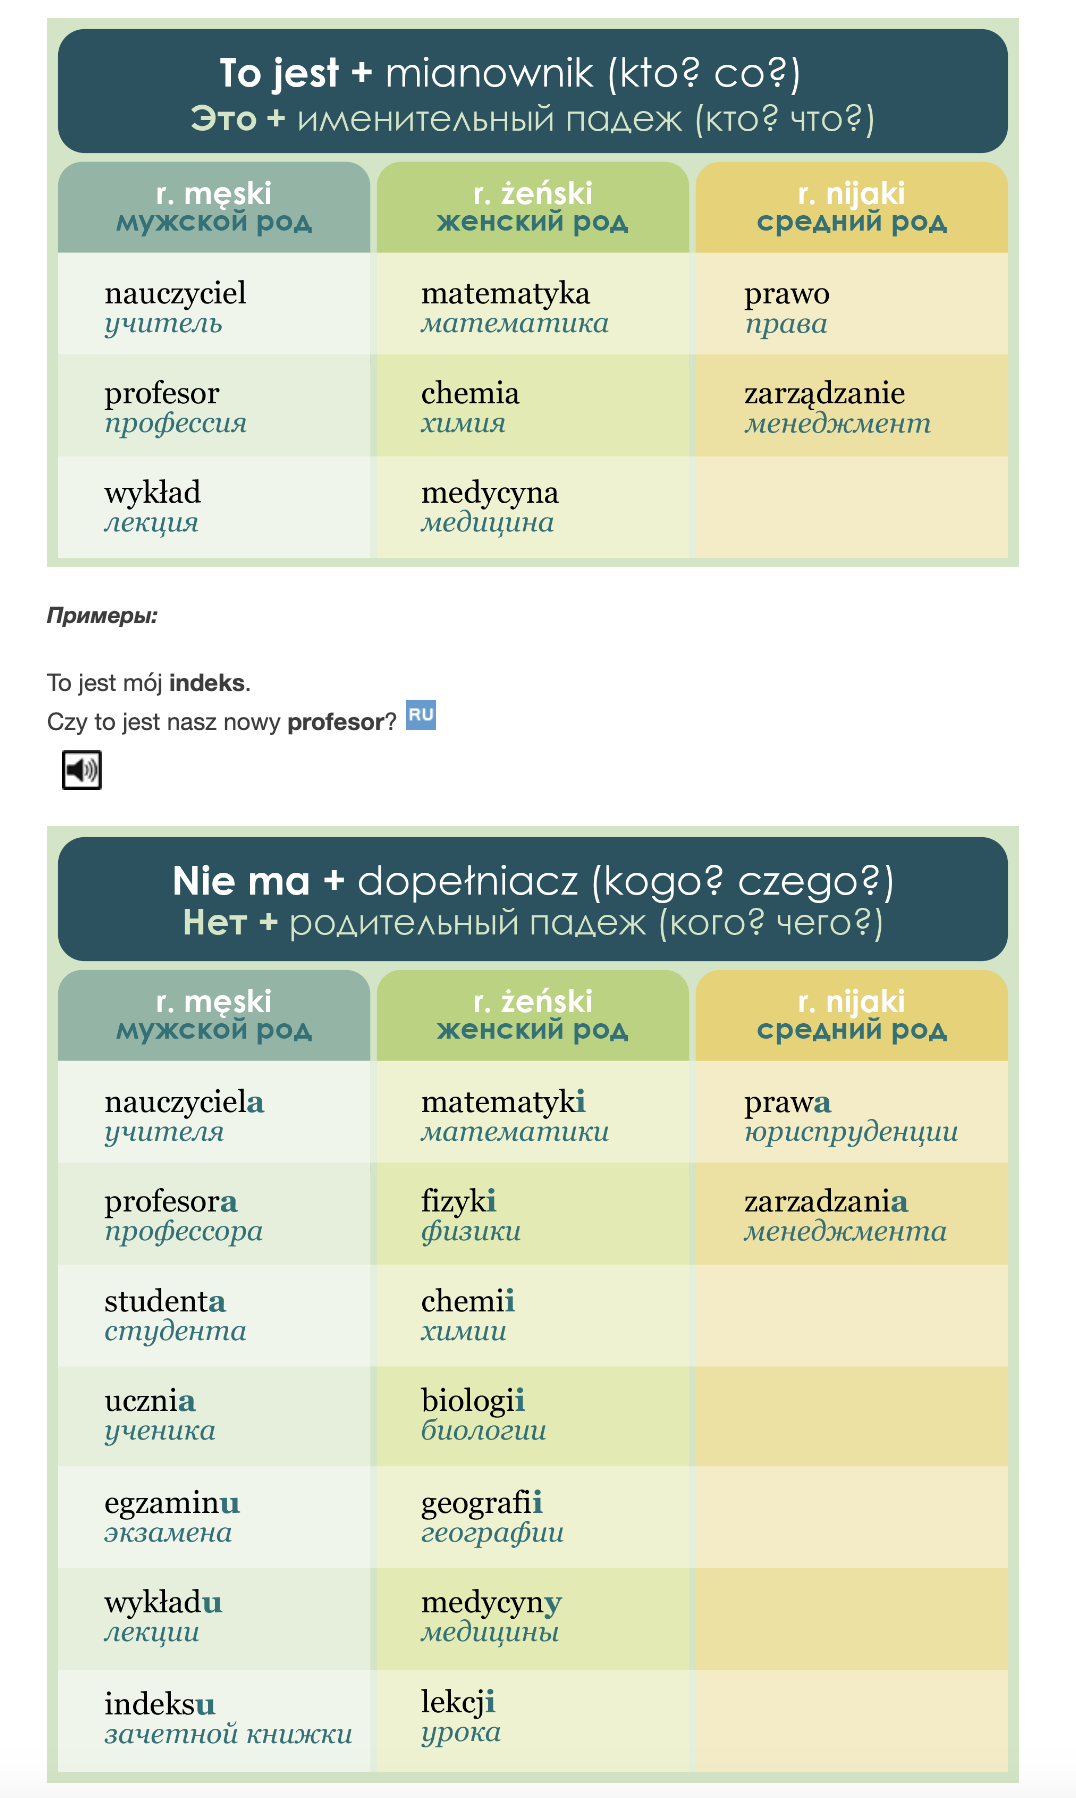 To jest + mianownik (kto? co?)
Это + именительный падеж (кто? что?)
r. męski
мужской род
r. żeński
женский род
r. nijaki
средний род
nauczyciel
учитель
matematyka
математика
prawo
права
profesor
профессия
chemia
химия
zarządzanie
менеджмент
wykład
лекция
medycyna
медицина
Примеры:
To jest mój indeks.
Czy to jest nasz nowy profesor? RU
Nie ma + dopełniacz (kogo? czego?)
Нет + родительный падеж (кого? чего?)
r. męski
мужской род
r. żeński
женский род
r. nijaki
средний род
nauczyciela
учителя
matematyki
математики
prawa
юриспруденции
profesora
профессора
fizyki
физики
zarzadzania
менеджмента
studenta
студента
chemii
химии
ucznia
ученика
biologii
биологии
egzaminu
экзамена
geografii
географии
wykładu
лекции
medycyny
медицины
indeksu
зачетной книжки
lekcji
урока